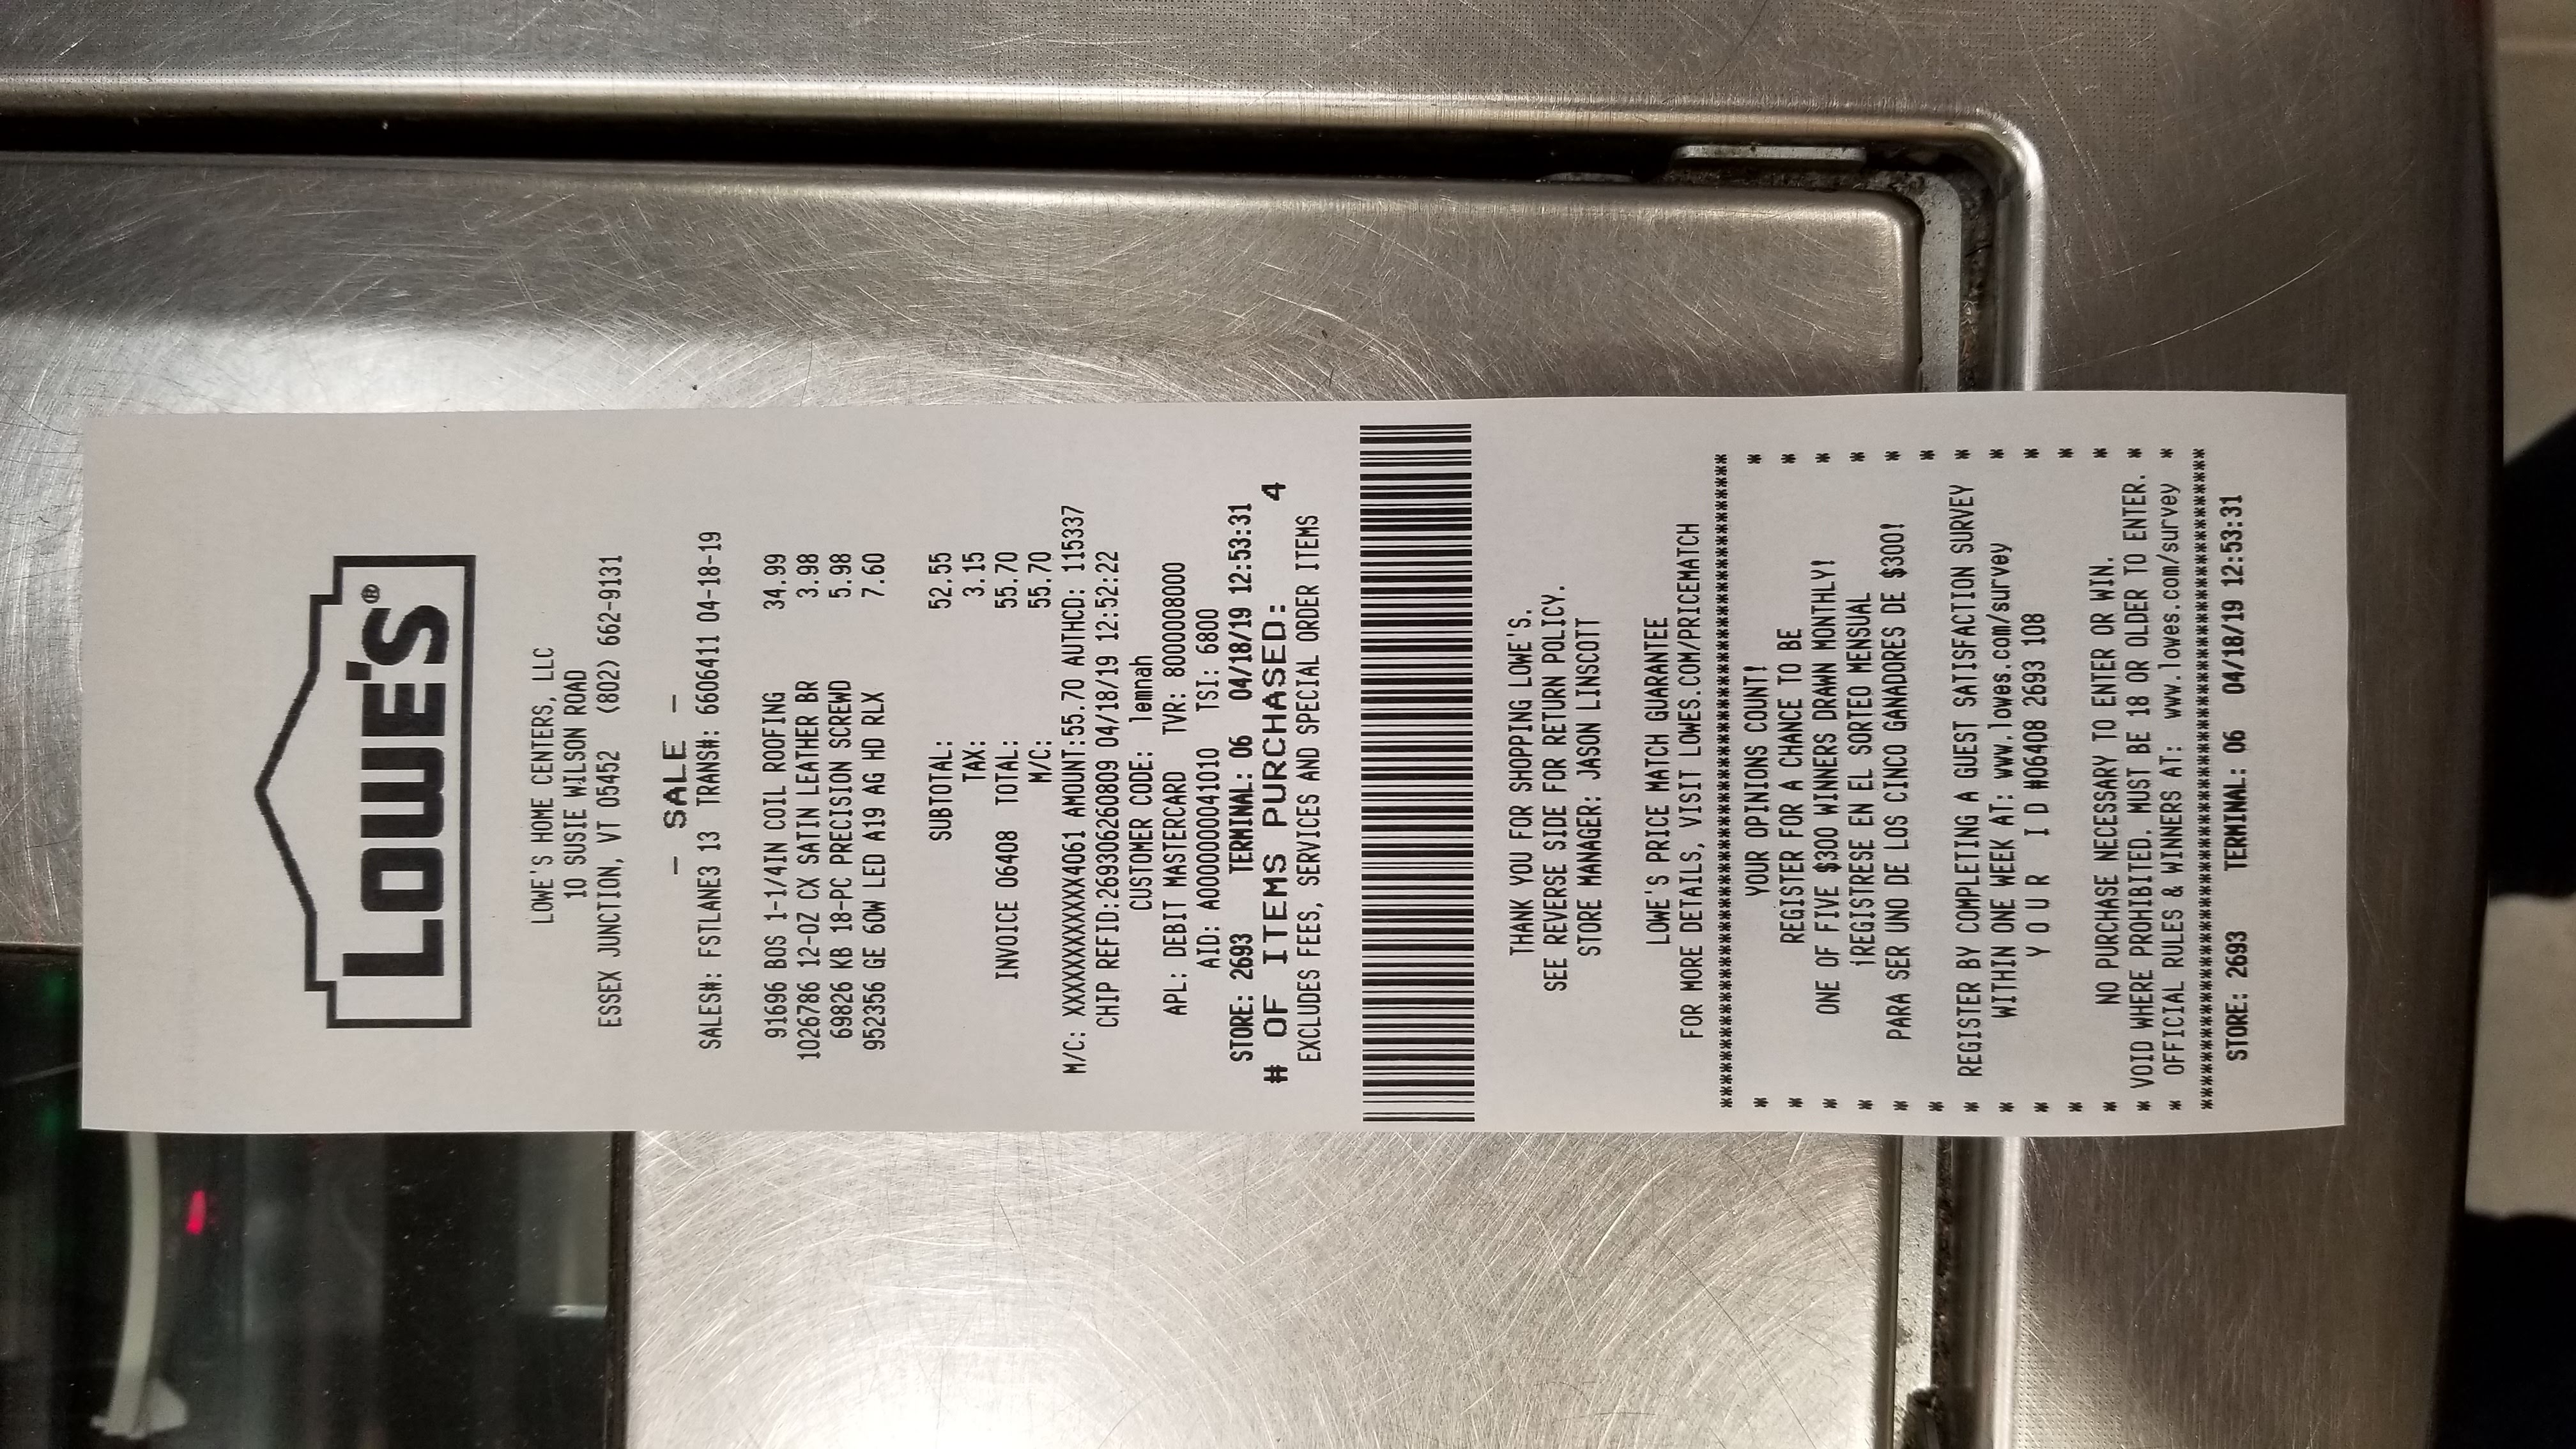 LOWE'S®
LOWE'S HOME CENTERS, LLC
10 SUSIE WILSON ROAD
ESSEX JUNCTION, VT 05452 (802) 662-9131
- SALE -
SALES#: FSTLANE3 13 TRANS#: 6606411 04-18-19
91696 BOS 1-1/4IN COIL ROOFING 34.99
1026786 12-OZ CX SATIN LEATHER BR 3.98
69826 KB 18-PC PRECISION SCREWD 5.98
952356 GE 60W LED A19 AG HD RLX 7.60
SUBTOTAL: 52.55
TAX: 3.15
INVOICE 06408 TOTAL: 55.70
M/C: 55.70
M/C: XXXXXXXXXXXX4061 AMOUNT:55.70 AUTHCD: 115337
CHIP REFID:269306260809 04/18/19 12:52:22
CUSTOMER CODE: lemnah
APL: DEBIT MASTERCARD TVR: 8000008000
AID: A0000000041010 TSI: 6800
STORE: 2693 TERMINAL: 06 04/18/19 12:53:31
# OF ITEMS PURCHASED: 4
EXCLUDES FEES, SERVICES AND SPECIAL ORDER ITEMS
THANK YOU FOR SHOPPING LOWE'S.
SEE REVERSE SIDE FOR RETURN POLICY.
STORE MANAGER: JASON LINSCOTT
LOWE'S PRICE MATCH GUARANTEE
FOR MORE DETAILS, VISIT LOWES.COM/PRICEMATCH
********************************************************
* YOUR OPINIONS COUNT! *
* REGISTER FOR A CHANCE TO BE *
* ONE OF FIVE $300 WINNERS DRAWN MONTHLY! *
* ¡REGISTRESE EN EL SORTEO MENSUAL *
* PARA SER UNO DE LOS CINCO GANADORES DE $300! *
* *
* REGISTER BY COMPLETING A GUEST SATISFACTION SURVEY *
* WITHIN ONE WEEK AT: www.lowes.com/survey *
* Y O U R I D #06408 2693 108 *
* *
* NO PURCHASE NECESSARY TO ENTER OR WIN. *
* VOID WHERE PROHIBITED. MUST BE 18 OR OLDER TO ENTER. *
* OFFICIAL RULES & WINNERS AT: www.lowes.com/survey *
********************************************************
STORE: 2693 TERMINAL: 06 04/18/19 12:53:31